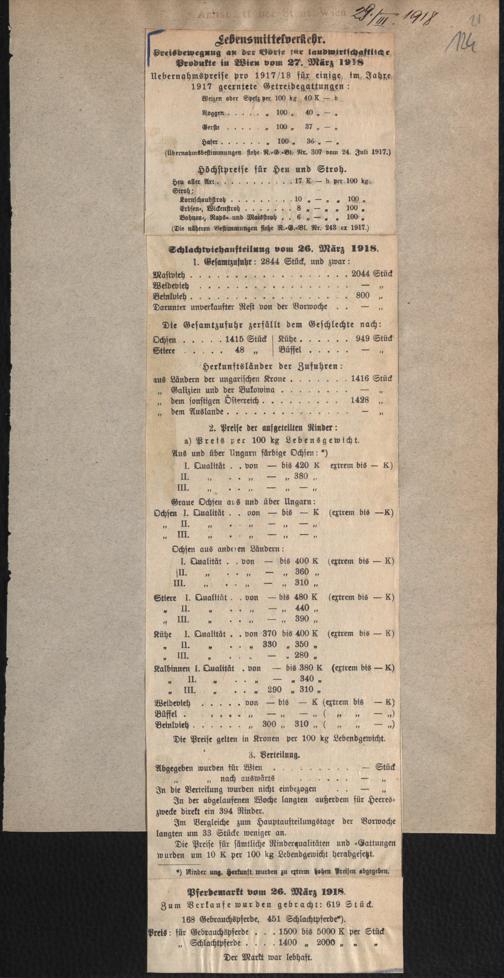 29./III. 1918
Lebensmittelverkehr.
Preisbewegung an der Börse für landwirtschaftliche
Produkte in Wien vom 27. März 1918
Uebernahmspreise pro 1917/18 für einige im Jahre
1917 geerntete Getreidegattungen:
Weizen oder Spelz per 100 kg 40 K — h
Roggen . . . . . „ 100 „ 40 „ — „
Gerste . . . . . „ 100 „ 37 „ — „
Hafer . . . . . „ 100 „ 36 „ — „
(Übernahmsbestimmungen siehe R.-G.-Bl. Nr. 307 vom 24. Juli 1917.)
Höchstpreise für Heu und Stroh.
Heu aller Art . . . . . . 17 K — h per 100 kg.
Stroh:
Kornschaubstroh . . . . . 10 „ — „ „ 100 „
Erbsen-, Wickenstroh . . . . 8 „ — „ „ 100 „
Bohnen-, Raps- und Maisstroh . . 6 „ — „ „ 100 „
(Die näheren Bestimmungen siehe R.-G.-Bl. Nr. 243 ex 1917.)
Schlachtviehaufteilung vom 26. März 1918.
1. Gesamtzufuhr: 2844 Stück, und zwar:
Mastvieh . . . . . . . . . . 2044 Stück
Weidevieh . . . . . . . . . . — „
Beinlvieh . . . . . . . . . . 800 „
Darunter unverkaufter Rest von der Vorwoche . . — „
Die Gesamtzufuhr zerfällt dem Geschlechte nach:
Ochsen . . . . 1415 Stück | Kühe . . . . . 949 Stück
Stiere . . . . 48 „ | Büffel . . . . . — „
Herkunftsländer der Zufuhren:
aus Ländern der ungarischen Krone . . . . . 1416 Stück
„ Galizien und der Bukowina . . . . . — „
„ dem sonstigen Österreich . . . . . 1428 „
„ dem Auslande . . . . . — „
2. Preise der aufgeteilten Rinder:
a) Preis per 100 kg Lebensgewicht.
Aus und über Ungarn färbige Ochsen:*)
I. Qualität . . von — bis 420 K (extrem bis — K)
II. „ . . „ — „ 380 „
III. „ . . „ — „ — „
Graue Ochsen aus und über Ungarn:
Ochsen I. Qualität . . von — bis — K (extrem bis — K)
„ II. „ . . „ — „ — „
„ III. „ . . „ — „ — „
Ochsen aus anderen Ländern:
I. Qualität . . von — bis 400 K (extrem bis — K)
II. „ . . „ — „ 360 „
III. „ . . „ — „ 310 „
Stiere I. Qualität . . von — bis 480 K (extrem bis — K)
„ II. „ . . „ — „ 440 „
„ III. „ . . „ — „ 390 „
Kühe I. Qualität . . von 370 bis 400 K (extrem bis — K)
„ II. „ . . „ 330 „ 350 „
„ III. „ . . „ — „ 280 „
Kalbinnen I. Qualität . von — bis 380 K (extrem bis — K)
„ II. „ . „ — „ 340 „
„ III. „ . „ 290 „ 310 „
Weidevieh . . . . . von — bis — K (extrem bis — K)
Büffel . . . . . . „ — „ — „ ( „ „ — „)
Beinlvieh . . . . . „ 300 „ 310 „ ( „ „ — „)
Die Preise gelten in Kronen per 100 kg Lebendgewicht.
3. Verteilung.
Abgegeben wurden für Wien . . . . . — Stück
„ „ nach auswärts . . . . . — „
In die Verteilung wurden nicht einbezogen . . — „
In der abgelaufenen Woche langten außerdem für Heeres-
zwecke direkt ein 394 Rinder.
Im Vergleiche zum Hauptaufteilungstage der Vorwoche
langten um 33 Stücke weniger an.
Die Preise für sämtliche Rinderqualitäten und -Gattungen
wurden um 10 K per 100 kg Lebendgewicht herabgesetzt.
*) Rinder ung. Herkunft wurden zu extrem hohen Preisen abgegeben.
Pferdemarkt vom 26. März 1918.
Zum Verkaufe wurden gebracht: 619 Stück.
168 Gebrauchspferde, 451 Schlachtpferde*).
Preis: für Gebrauchspferde . . . 1500 bis 5000 K per Stück
„ Schlachtpferde . . . . 1400 „ 2000 „ „ „
Der Markt war lebhaft.